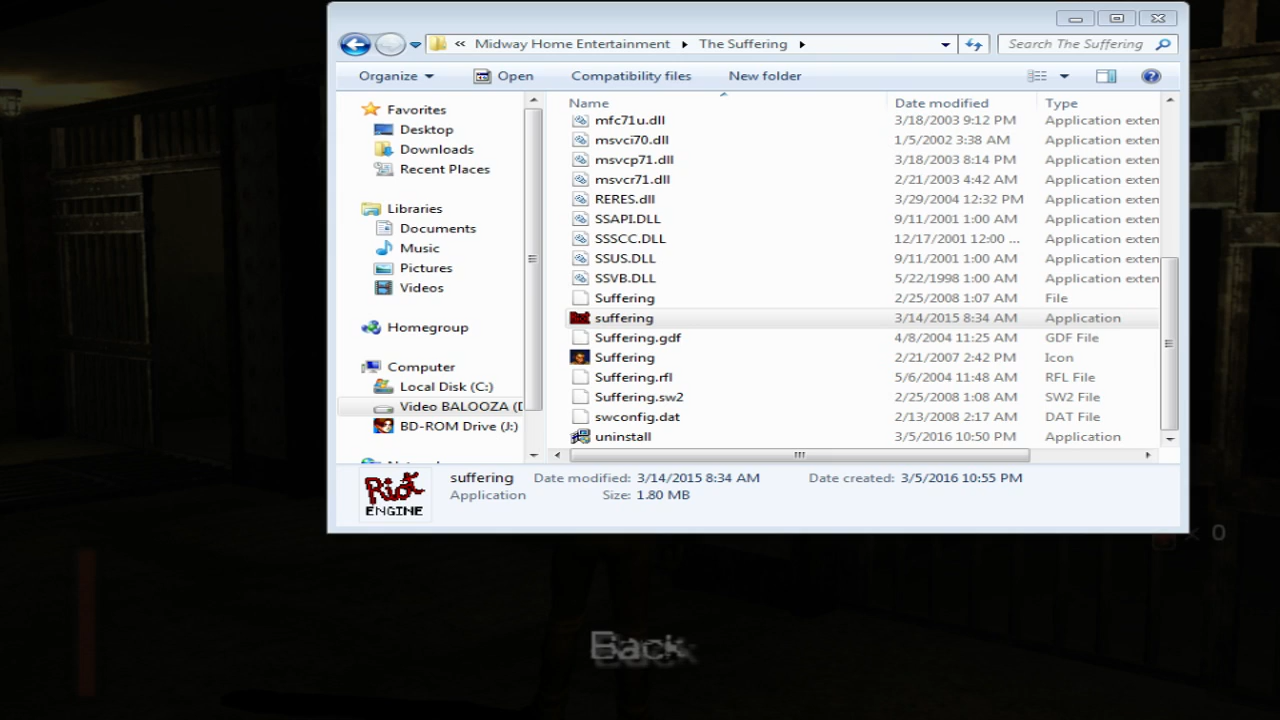 « Midway Home Entertainment ▸ The Suffering ▸
Search The Suffering
Organize Open Compatibility files New folder
Favorites
Desktop
Downloads
Recent Places
Libraries
Documents
Music
Pictures
Videos
Homegroup
Computer
Local Disk (C:)
Video BALOOZA (
BD-ROM Drive (J:)
Name Date modified Type
mfc71u.dll 3/18/2003 9:12 PM Application exten
msvci70.dll 1/5/2002 3:38 AM Application exten
msvcp71.dll 3/18/2003 8:14 PM Application exten
msvcr71.dll 2/21/2003 4:42 AM Application exten
RERES.dll 3/29/2004 12:32 PM Application exten
SSAPI.DLL 9/11/2001 1:00 AM Application exten
SSSCC.DLL 12/17/2001 12:00 ... Application exten
SSUS.DLL 9/11/2001 1:00 AM Application exten
SSVB.DLL 5/22/1998 1:00 AM Application exten
Suffering 2/25/2008 1:07 AM File
suffering 3/14/2015 8:34 AM Application
Suffering.gdf 4/8/2004 11:25 AM GDF File
Suffering 2/21/2007 2:42 PM Icon
Suffering.rfl 5/6/2004 11:48 AM RFL File
Suffering.sw2 2/25/2008 1:08 AM SW2 File
swconfig.dat 2/13/2008 2:17 AM DAT File
uninstall 3/5/2016 10:50 PM Application
Riot
ENGINE
suffering Date modified: 3/14/2015 8:34 AM Date created: 3/5/2016 10:55 PM
Application Size: 1.80 MB
× 0
Back